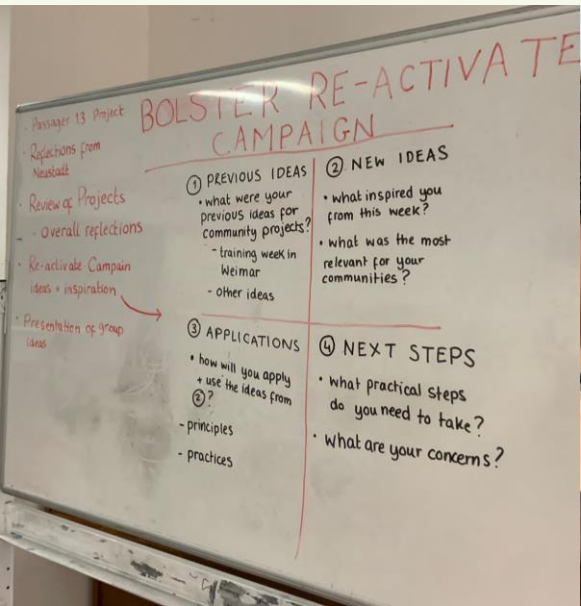 BOLSTER RE-ACTIVATE
CAMPAIGN
- Passager 13 Project
• Reflections from
Neustadt
• Review of Projects
- Overall reflections
• Re-activate Campain
ideas + inspiration
• Presentation of group
ideas
① PREVIOUS IDEAS
• what were your
previous ideas for
community projects?
- training week in
Weimar
- other ideas
② NEW IDEAS
• what inspired you
from this week?
• what was the most
relevant for your
communities?
③ APPLICATIONS
• how will you apply
+ use the ideas from
②?
- principles
- practices
④ NEXT STEPS
• What practical steps
do you need to take?
• What are your concerns?